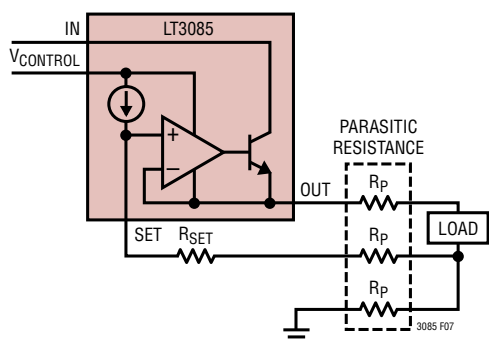 IN
LT3085
VCONTROL
+
–
PARASITIC
RESISTANCE
OUT
RP
LOAD
SET
RSET
RP
RP
3085 F07